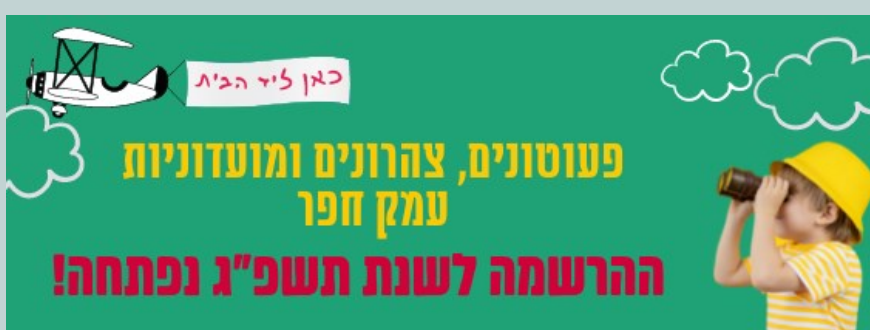 כאן ליד הבית
פעוטונים, צהרונים ומועדוניות
עמק חפר
ההרשמה לשנת תשפ"ג נפתחה!